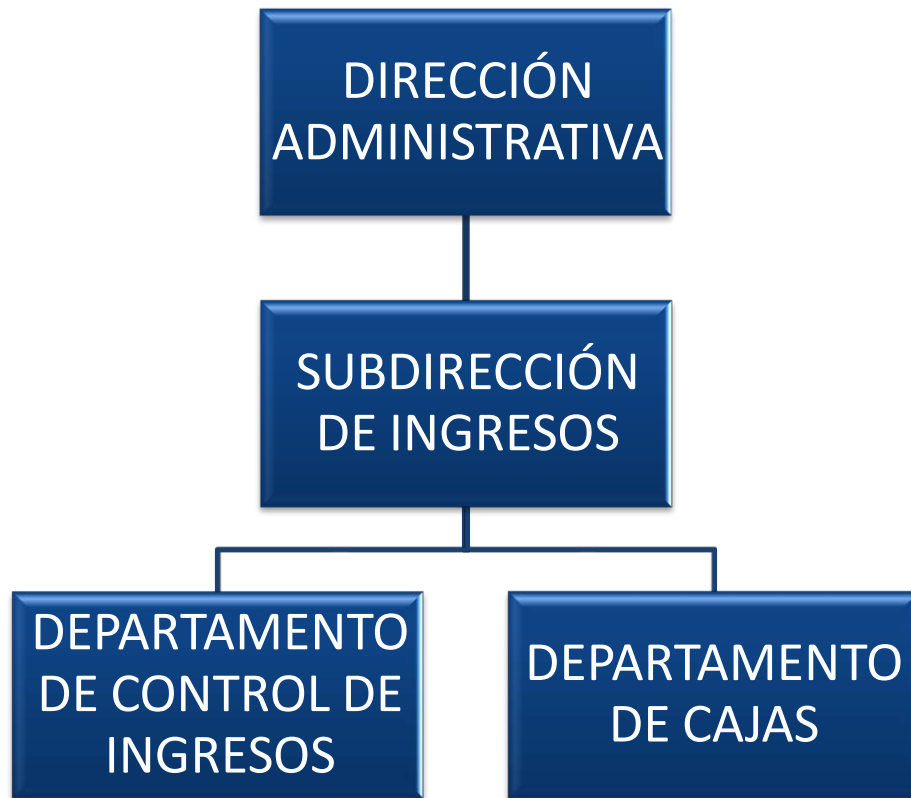 DIRECCIÓN
ADMINISTRATIVA
SUBDIRECCIÓN
DE INGRESOS
DEPARTAMENTO
DE CONTROL DE
INGRESOS
DEPARTAMENTO
DE CAJAS